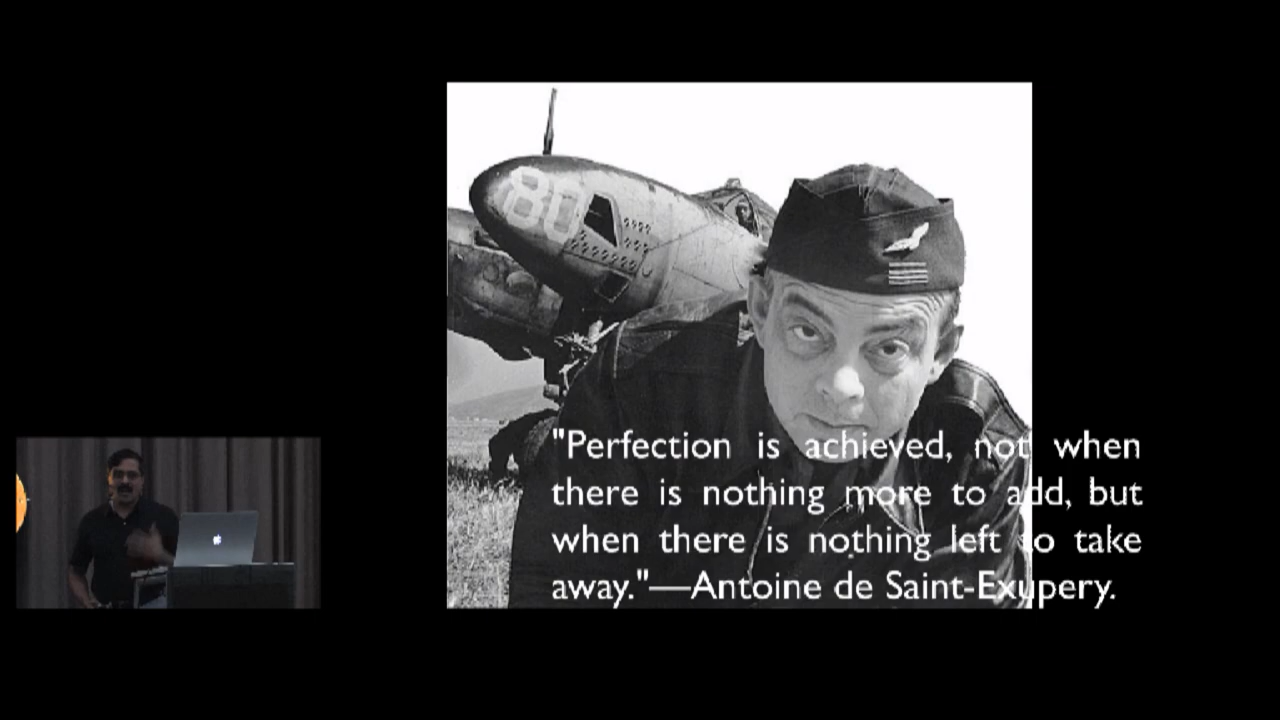 80
"Perfection is achieved, not when
there is nothing more to add, but
when there is nothing left to take
away."—Antoine de Saint-Exupery.